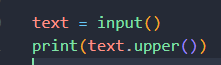 text = input()
print(text.upper())